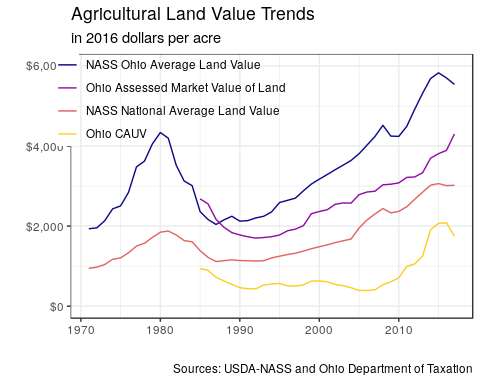 Agricultural Land Value Trends
in 2016 dollars per acre
$6,00
NASS Ohio Average Land Value
Ohio Assessed Market Value of Land
NASS National Average Land Value
Ohio CAUV
$4,000
$2,000
$0
1970 1980 1990 2000 2010
Sources: USDA-NASS and Ohio Department of Taxation